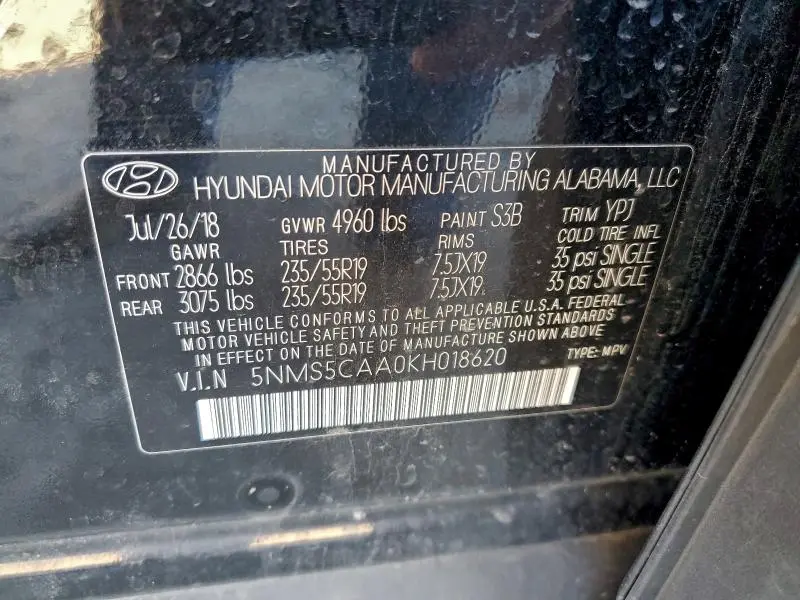 MANUFACTURED BY
HYUNDAI MOTOR MANUFACTURING ALABAMA, LLC
Jul/26/18 GVWR 4960 lbs PAINT S3B TRIM YPJ
GAWR TIRES RIMS COLD TIRE INFL
FRONT 2866 lbs 235/55R19 7.5JX19 35 psi SINGLE
REAR 3075 lbs 235/55R19 7.5JX19 35 psi SINGLE
THIS VEHICLE CONFORMS TO ALL APPLICABLE U.S.A. FEDERAL
MOTOR VEHICLE SAFETY AND THEFT PREVENTION STANDARDS
IN EFFECT ON THE DATE OF MANUFACTURE SHOWN ABOVE
V.I.N 5NMS5CAA0KH018620 TYPE: MPV